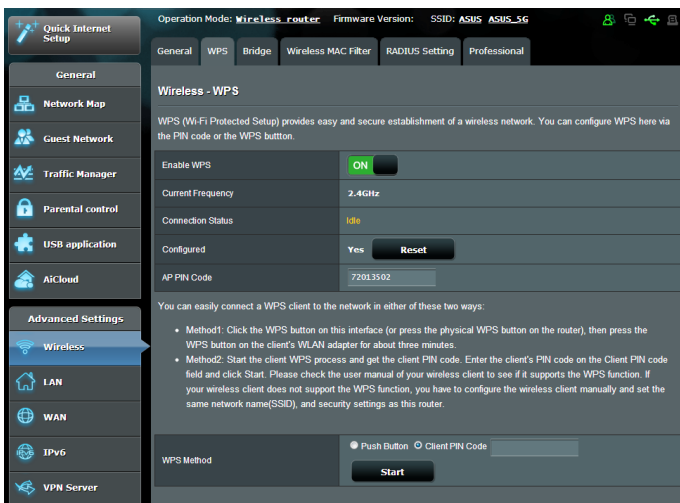 Quick Internet
Setup
General
Network Map
Guest Network
Traffic Manager
Parental control
USB application
AiCloud
Advanced Settings
Wireless
LAN
WAN
IPv6
VPN Server
Operation Mode: Wireless router Firmware Version: SSID: ASUS ASUS_5G
General WPS Bridge Wireless MAC Filter RADIUS Setting Professional
Wireless - WPS
WPS (Wi-Fi Protected Setup) provides easy and secure establishment of a wireless network. You can configure WPS here via
the PIN code or the WPS buttton.
Enable WPS ON
Current Frequency 2.4GHz
Connection Status Idle
Configured Yes Reset
AP PIN Code 72013502
You can easily connect a WPS client to the network in either of these two ways:
• Method1: Click the WPS button on this interface (or press the physical WPS button on the router), then press the
WPS button on the client's WLAN adapter for about three minutes.
• Method2: Start the client WPS process and get the client PIN code. Enter the client's PIN code on the Client PIN code
field and click Start. Please check the user manual of your wireless client to see if it supports the WPS function. If
your wireless client does not support the WPS function, you have to configure the wireless client manually and set the
same network name(SSID), and security settings as this router.
WPS Method Push Button Client PIN Code
Start